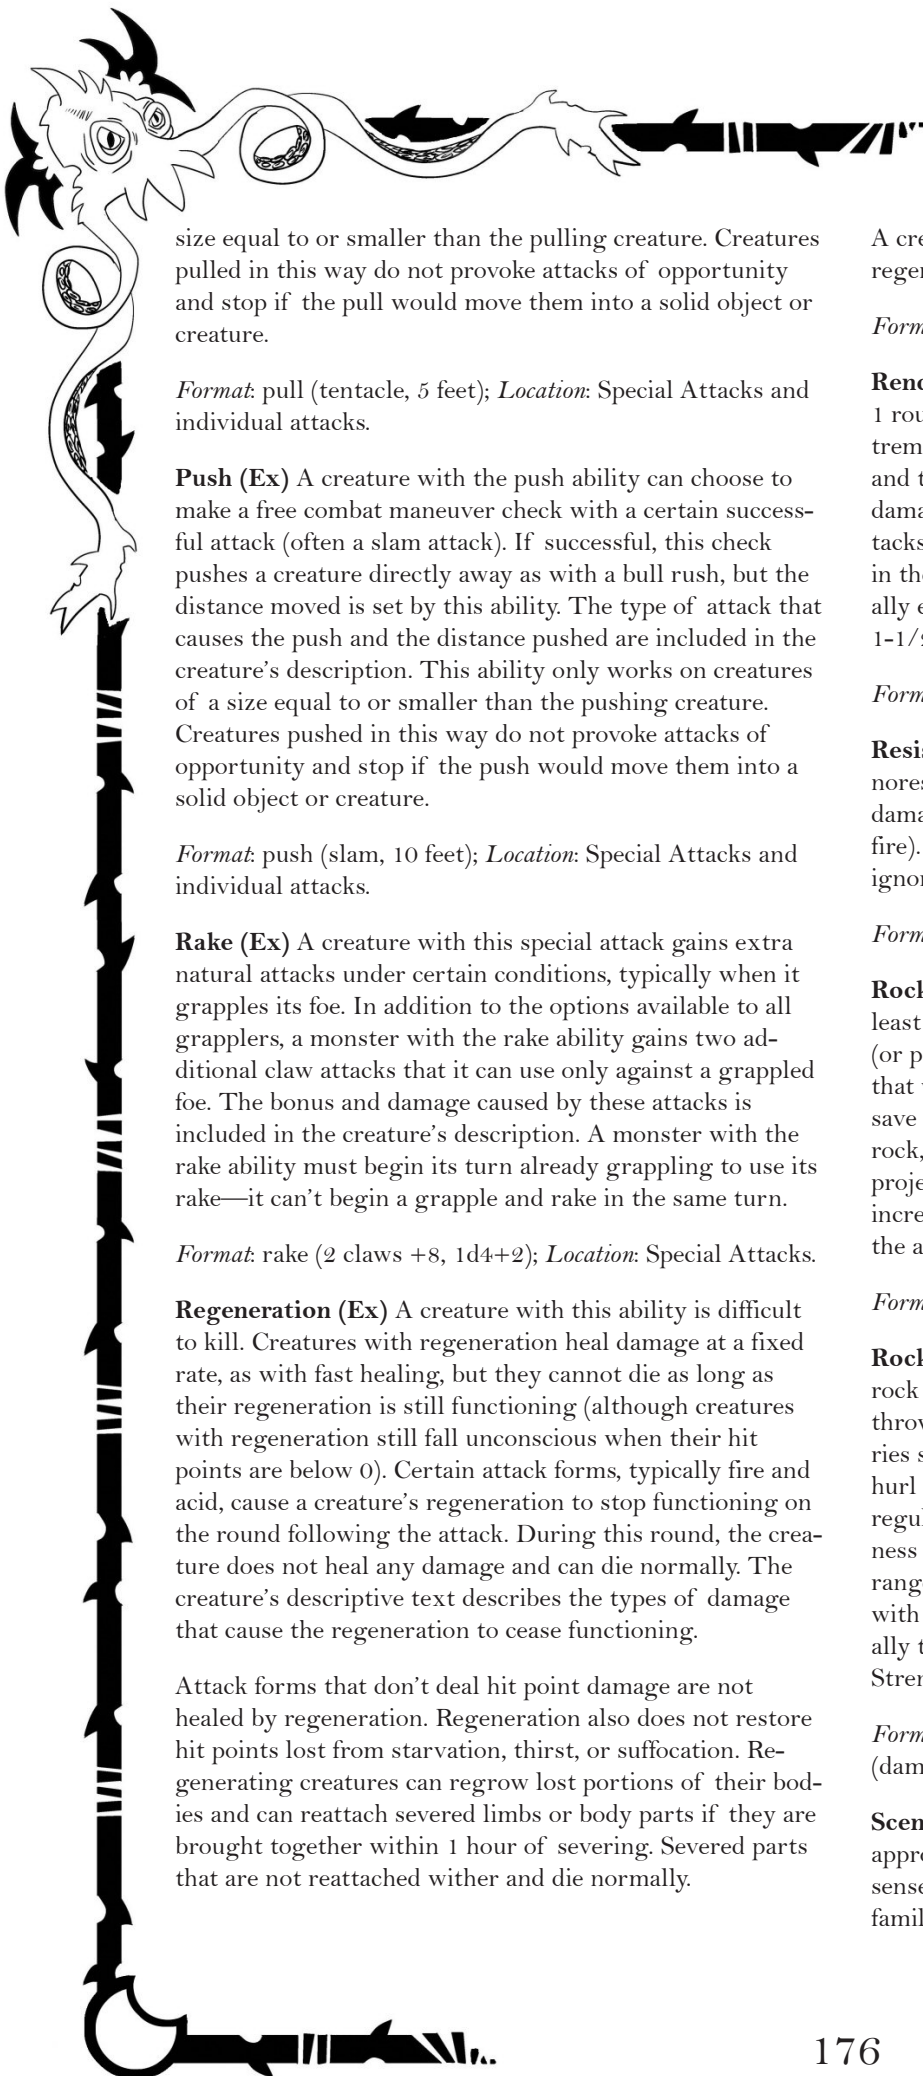 size equal to or smaller than the pulling creature. Creatures
pulled in this way do not provoke attacks of opportunity
and stop if the pull would move them into a solid object or
creature.
Format: pull (tentacle, 5 feet); Location: Special Attacks and
individual attacks.
Push (Ex) A creature with the push ability can choose to
make a free combat maneuver check with a certain success-
ful attack (often a slam attack). If successful, this check
pushes a creature directly away as with a bull rush, but the
distance moved is set by this ability. The type of attack that
causes the push and the distance pushed are included in the
creature's description. This ability only works on creatures
of a size equal to or smaller than the pushing creature.
Creatures pushed in this way do not provoke attacks of
opportunity and stop if the push would move them into a
solid object or creature.
Format: push (slam, 10 feet); Location: Special Attacks and
individual attacks.
Rake (Ex) A creature with this special attack gains extra
natural attacks under certain conditions, typically when it
grapples its foe. In addition to the options available to all
grapplers, a monster with the rake ability gains two ad-
ditional claw attacks that it can use only against a grappled
foe. The bonus and damage caused by these attacks is
included in the creature's description. A monster with the
rake ability must begin its turn already grappling to use its
rake—it can't begin a grapple and rake in the same turn.
Format: rake (2 claws +8, 1d4+2); Location: Special Attacks.
Regeneration (Ex) A creature with this ability is difficult
to kill. Creatures with regeneration heal damage at a fixed
rate, as with fast healing, but they cannot die as long as
their regeneration is still functioning (although creatures
with regeneration still fall unconscious when their hit
points are below 0). Certain attack forms, typically fire and
acid, cause a creature's regeneration to stop functioning on
the round following the attack. During this round, the crea-
ture does not heal any damage and can die normally. The
creature's descriptive text describes the types of damage
that cause the regeneration to cease functioning.
Attack forms that don't deal hit point damage are not
healed by regeneration. Regeneration also does not restore
hit points lost from starvation, thirst, or suffocation. Re-
generating creatures can regrow lost portions of their bod-
ies and can reattach severed limbs or body parts if they are
brought together within 1 hour of severing. Severed parts
that are not reattached wither and die normally.
A cre
regen
Form
Rend
1 rou
trem
and t
dama
tacks
in the
ally e
1-1/2
Form
Resis
nores
dama
fire).
ignor
Form
Rock
least
(or p
that
save
rock,
proje
incre
the a
Form
Rock
rock
throw
ries s
hurl
regul
ness
range
with
ally t
Stren
Form
(dam
Scen
appro
sense
famil
176